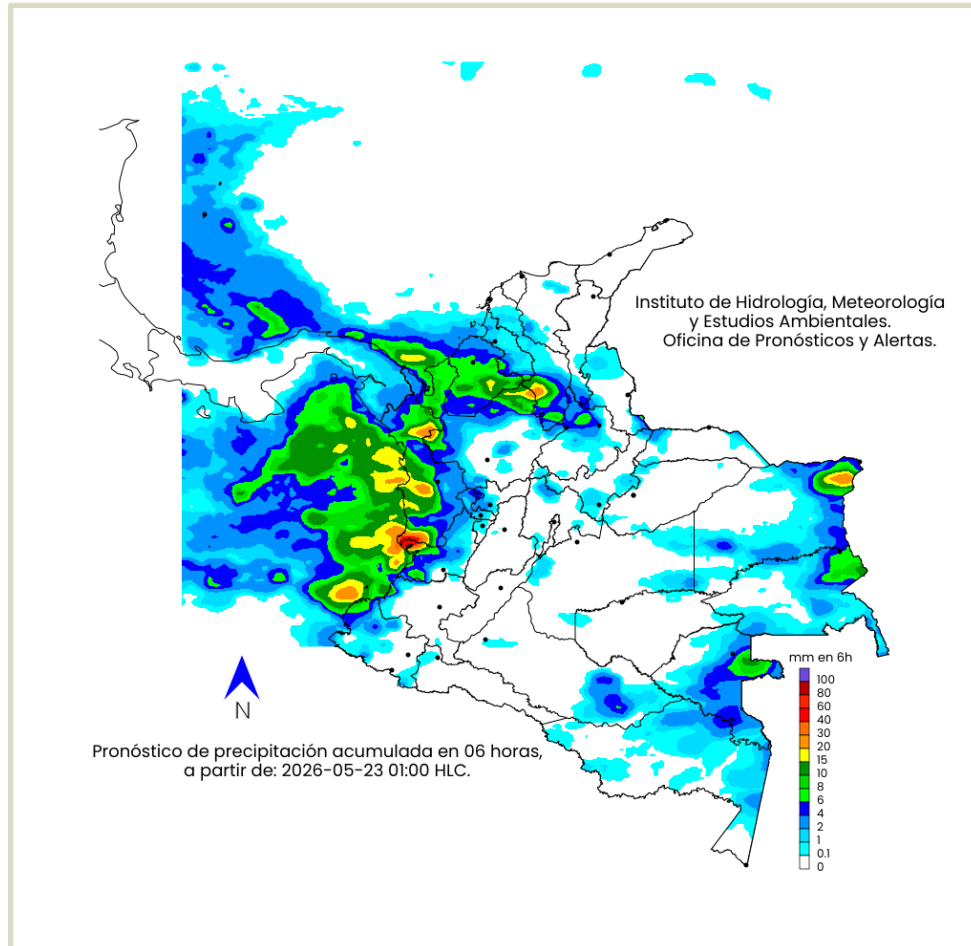 Instituto de Hidrología, Meteorología
y Estudios Ambientales.
Oficina de Pronósticos y Alertas.
mm en 6h
100
80
60
40
30
20
15
10
8
6
4
2
1
0.1
0
N
Pronóstico de precipitación acumulada en 06 horas,
a partir de: 2026-05-23 01:00 HLC.